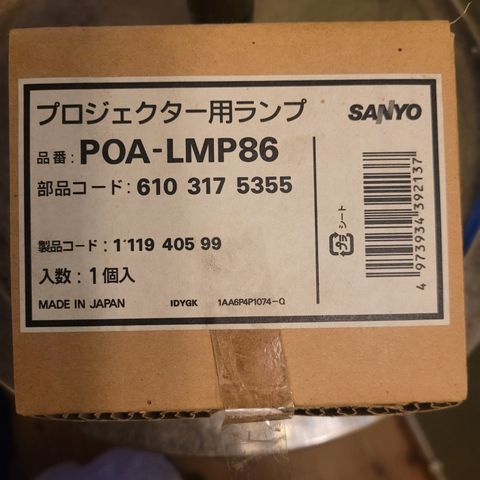 プロジェクター用ランプ
SANYO
品番:POA-LMP86
部品コード:610 317 5355
製品コード:1 119 405 99
入数:1個入
MADE IN JAPAN
IDYGK
1AA6P4P1074-Q
プラ
シート
4 973934 392137